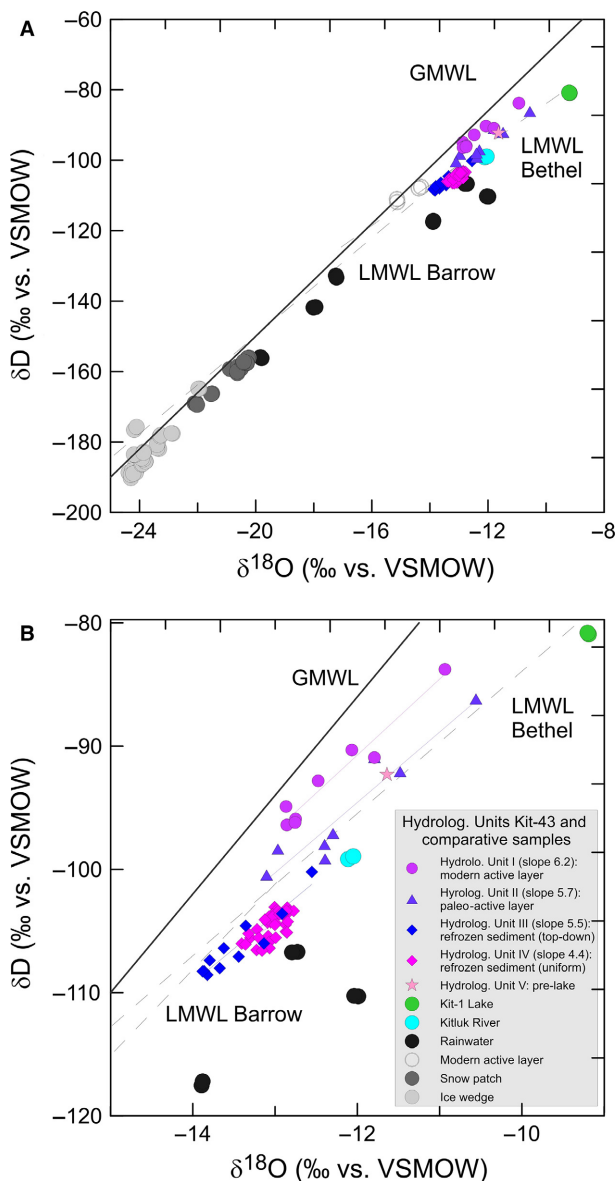 A
−60
−80
−100
−120
−140
−160
−180
−200
δD (‰ vs. VSMOW)
GMWL
LMWL
Bethel
LMWL Barrow
−24
−20
−16
−12
−8
δ18O (‰ vs. VSMOW)
B
−80
−90
−100
−110
−120
δD (‰ vs. VSMOW)
GMWL
LMWL
Bethel
LMWL Barrow
Hydrolog. Units Kit-43 and
comparative samples
Hydrolo. Unit I (slope 6.2):
modern active layer
Hyrolog. Unit II (slope 5.7):
paleo-active layer
Hydrolog. Unit III (slope 5.5):
refrozen sediment (top-down)
Hydrolog. Unit IV (slope 4.4):
refrozen sediment (uniform)
Hydrolog. Unit V: pre-lake
Kit-1 Lake
Kitluk River
Rainwater
Modern active layer
Snow patch
Ice wedge
−14
−12
−10
δ18O (‰ vs. VSMOW)